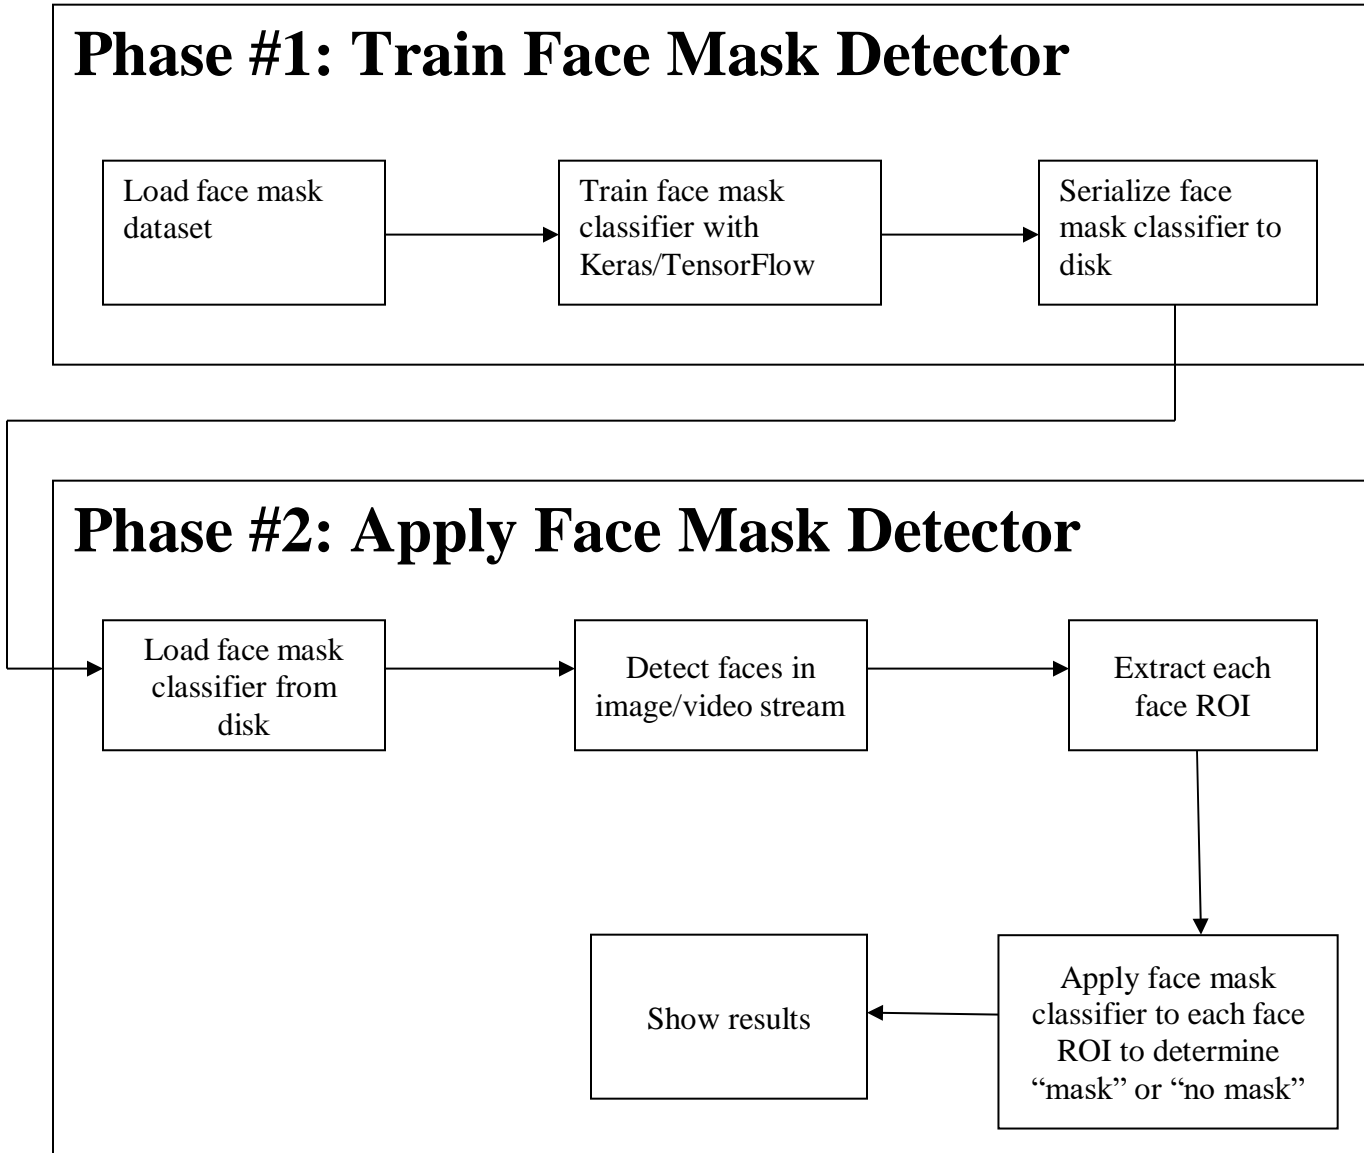 Phase #1: Train Face Mask Detector
Load face mask
dataset
Train face mask
classifier with
Keras/TensorFlow
Serialize face
mask classifier to
disk
Phase #2: Apply Face Mask Detector
Load face mask
classifier from
disk
Detect faces in
image/video stream
Extract each
face ROI
Apply face mask
classifier to each face
ROI to determine
“mask” or “no mask”
Show results